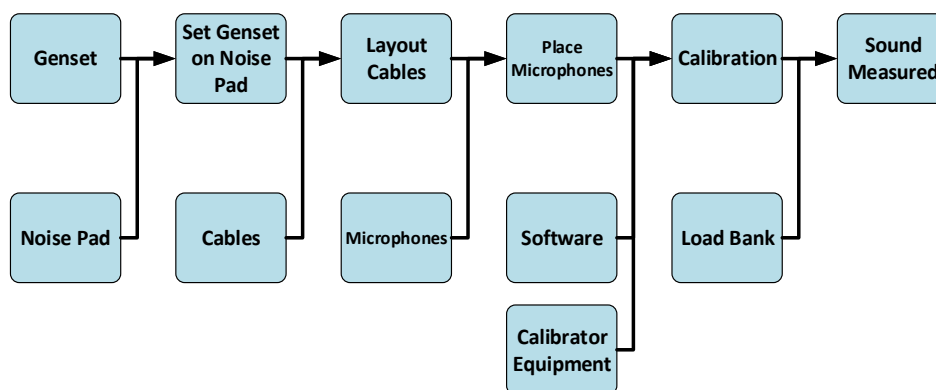 Genset
Set Genset
on Noise
Pad
Layout
Cables
Place
Microphones
Calibration
Sound
Measured
Noise Pad
Cables
Microphones
Software
Load Bank
Calibrator
Equipment